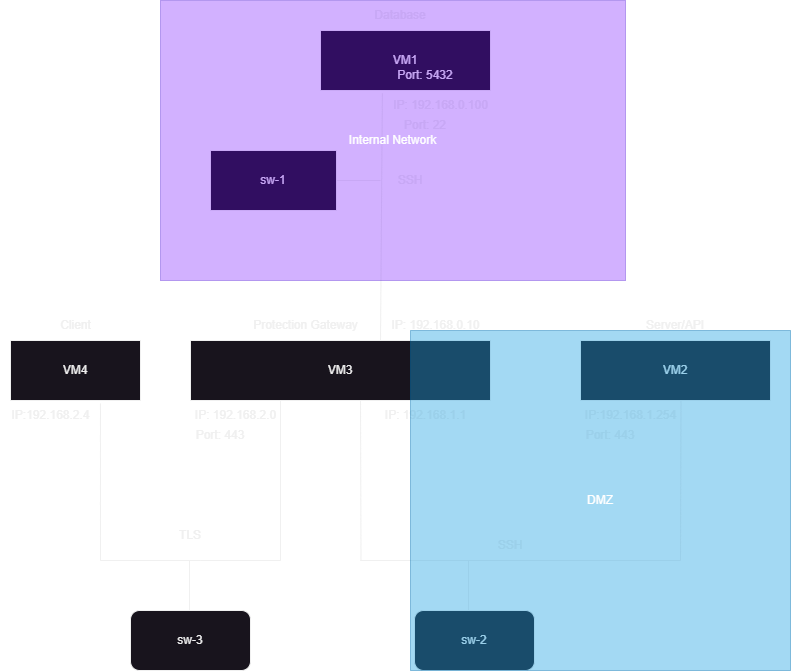 Database
VM1
Port: 5432
IP: 192.168.0.100
Port: 22
Internal Network
sw-1
SSH
Client
Protection Gateway
IP: 192.168.0.10
Server/API
VM4
VM3
VM2
IP:192.168.2.4
IP: 192.168.2.0
IP: 192.168.1.1
IP:192.168.1.254
Port: 443
Port: 443
DMZ
TLS
SSH
sw-3
sw-2